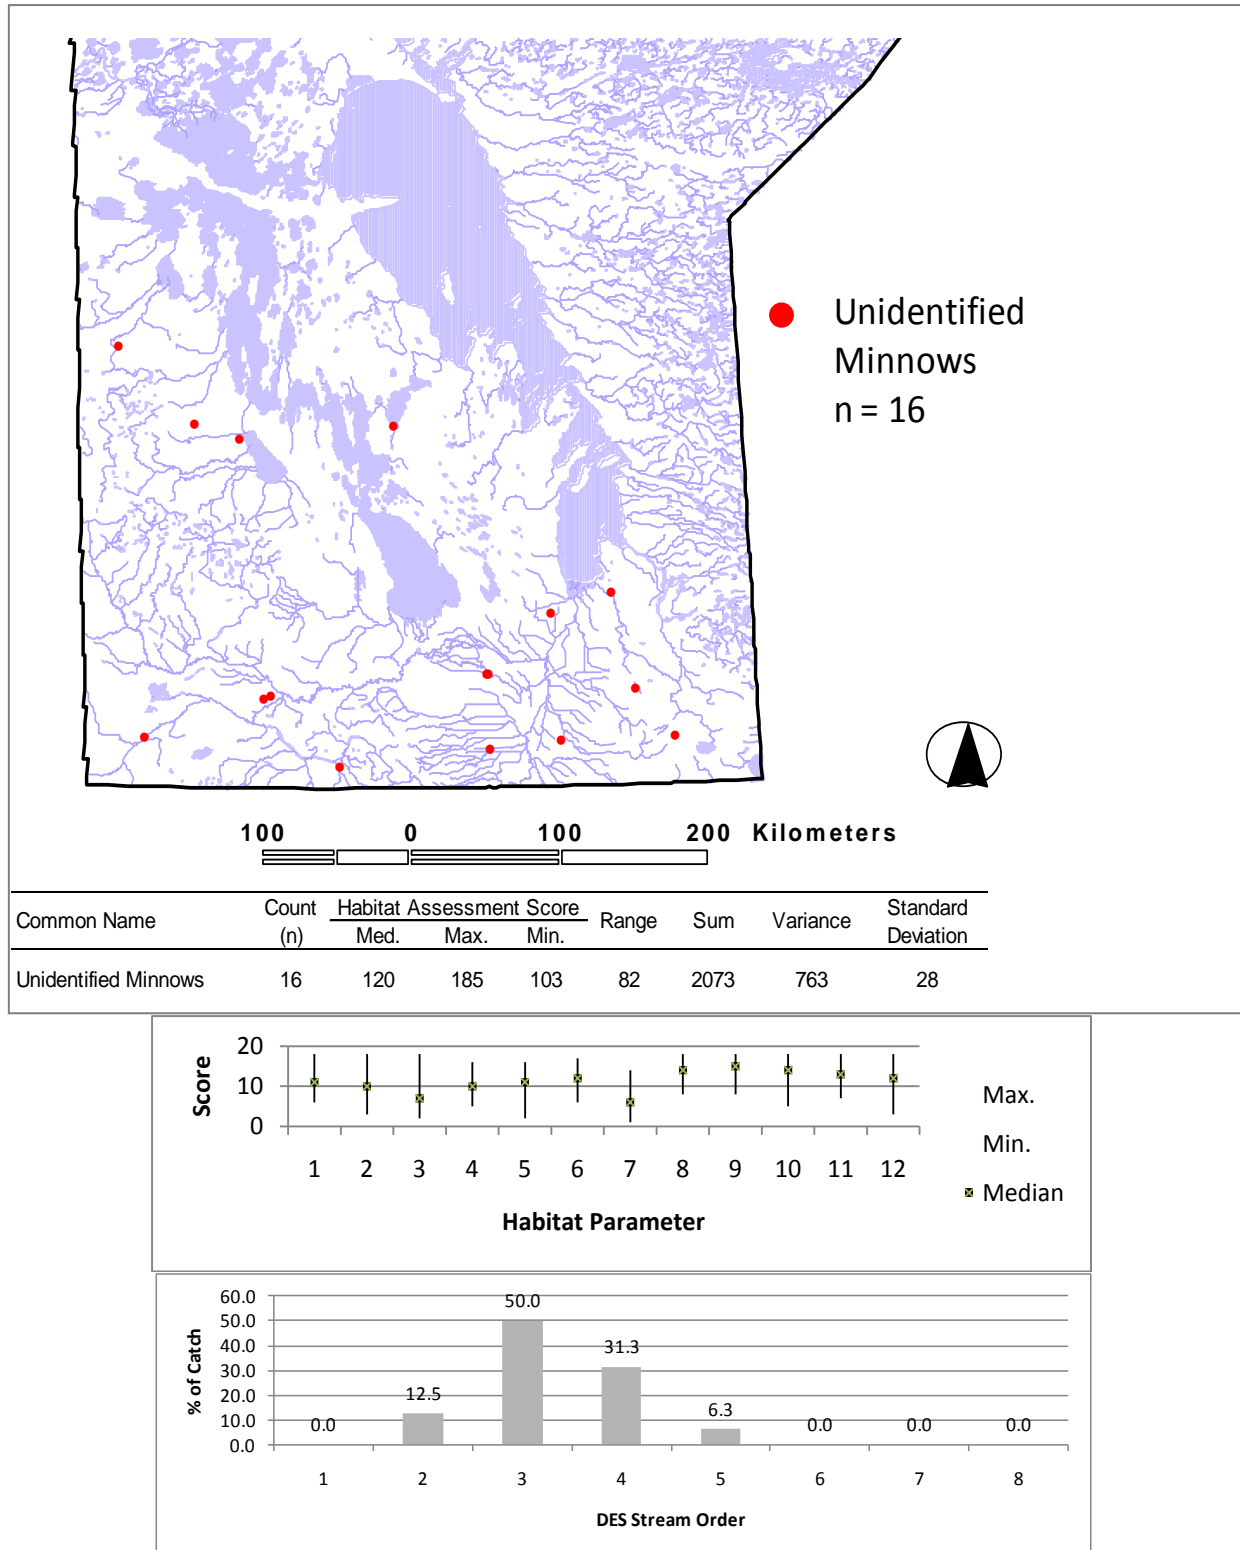 Unidentified
Minnows
n = 16
100 0 100 200 Kilometers
Common Name Count (n) Habitat Assessment Score Range Sum Variance Standard Deviation
Med. Max. Min.
Unidentified Minnows 16 120 185 103 82 2073 763 28
Score
20
10
0
1 2 3 4 5 6 7 8 9 10 11 12
Habitat Parameter
Max.
Min.
Median
% of Catch
60.0
50.0
40.0
30.0
20.0
10.0
0.0
0.0 12.5 50.0 31.3 6.3 0.0 0.0 0.0
1 2 3 4 5 6 7 8
DES Stream Order